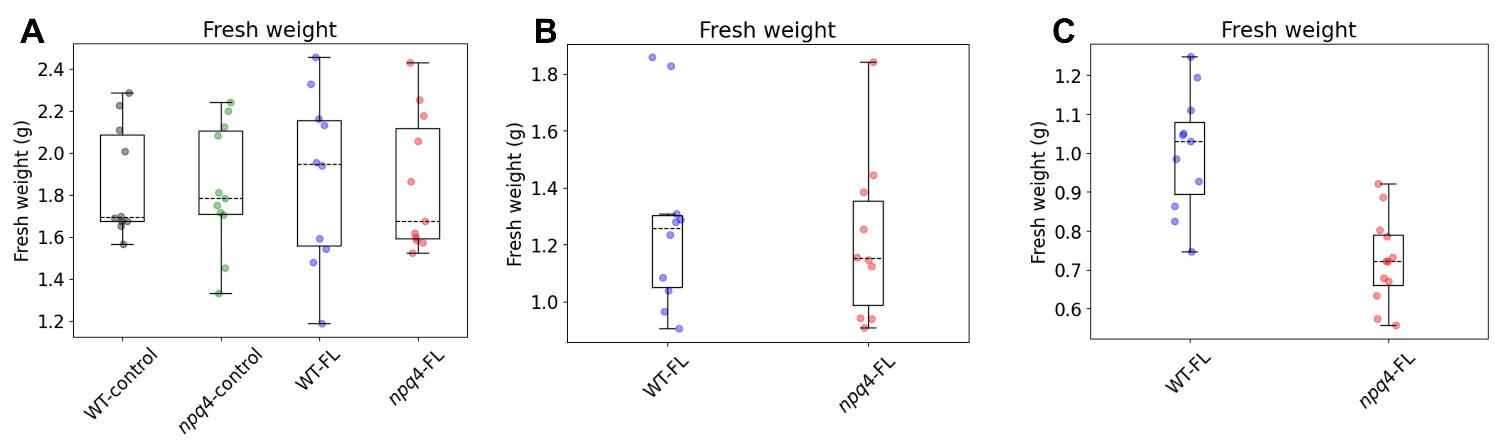 A
Fresh weight
Fresh weight (g)
2.4
2.2
2.0
1.8
1.6
1.4
1.2
WT-control
npq4-control
WT-FL
npq4-FL
B
Fresh weight
Fresh weight (g)
1.8
1.6
1.4
1.2
1.0
WT-FL
npq4-FL
C
Fresh weight
Fresh weight (g)
1.2
1.1
1.0
0.9
0.8
0.7
0.6
WT-FL
npq4-FL